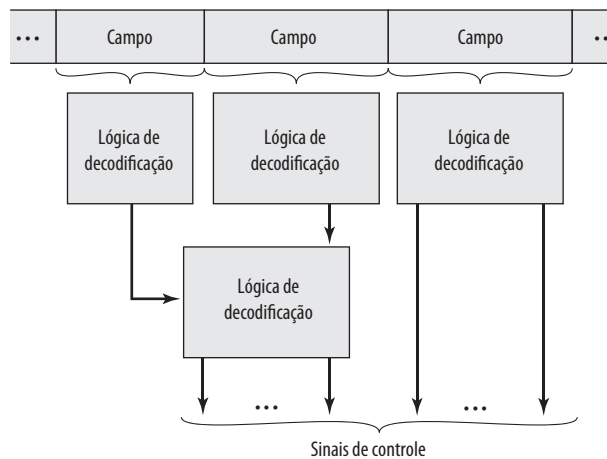 ... Campo Campo Campo ...
Lógica de
decodificação
Lógica de
decodificação
Lógica de
decodificação
Lógica de
decodificação
... ...
Sinais de controle